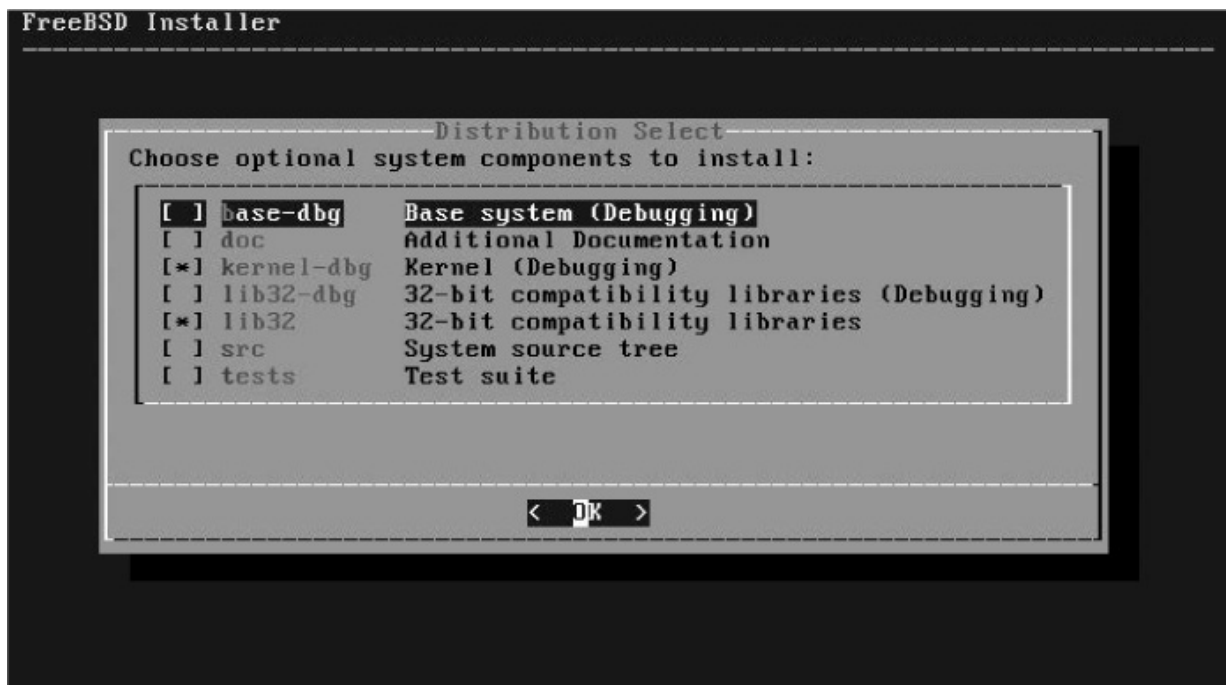 FreeBSD Installer
Distribution Select
Choose optional system components to install:
[ ] base-dbg Base system (Debugging)
[ ] doc Additional Documentation
[*] kernel-dbg Kernel (Debugging)
[ ] lib32-dbg 32-bit compatibility libraries (Debugging)
[*] lib32 32-bit compatibility libraries
[ ] src System source tree
[ ] tests Test suite
< OK >